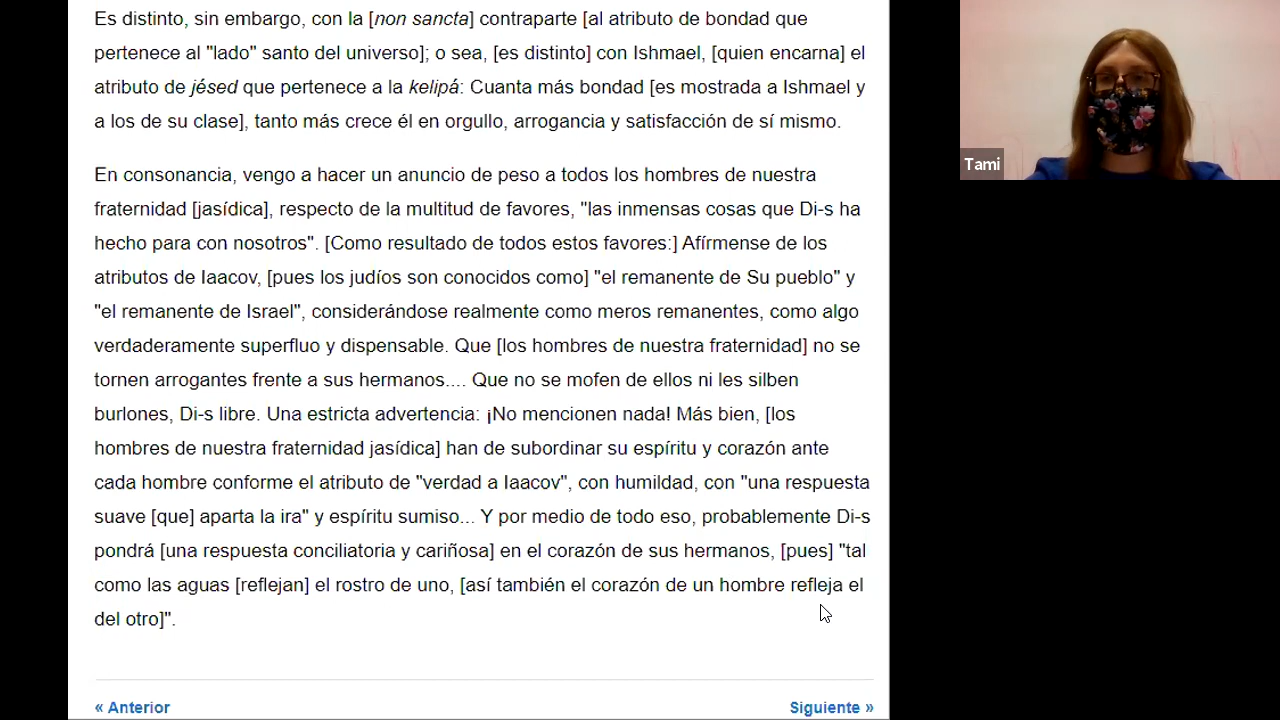 Es distinto, sin embargo, con la [non sancta] contraparte [al atributo de bondad que
pertenece al "lado" santo del universo]; o sea, [es distinto] con Ishmael, [quien encarna] el
atributo de jésed que pertenece a la kelipá: Cuanta más bondad [es mostrada a Ishmael y
a los de su clase], tanto más crece él en orgullo, arrogancia y satisfacción de sí mismo.
En consonancia, vengo a hacer un anuncio de peso a todos los hombres de nuestra
fraternidad [jasídica], respecto de la multitud de favores, "las inmensas cosas que Di-s ha
hecho para con nosotros". [Como resultado de todos estos favores:] Afírmense de los
atributos de Iaacov, [pues los judíos son conocidos como] "el remanente de Su pueblo" y
"el remanente de Israel", considerándose realmente como meros remanentes, como algo
verdaderamente superfluo y dispensable. Que [los hombres de nuestra fraternidad] no se
tornen arrogantes frente a sus hermanos.... Que no se mofen de ellos ni les silben
burlones, Di-s libre. Una estricta advertencia: ¡No mencionen nada! Más bien, [los
hombres de nuestra fraternidad jasídica] han de subordinar su espíritu y corazón ante
cada hombre conforme el atributo de "verdad a Iaacov", con humildad, con "una respuesta
suave [que] aparta la ira" y espíritu sumiso... Y por medio de todo eso, probablemente Di-s
pondrá [una respuesta conciliatoria y cariñosa] en el corazón de sus hermanos, [pues] "tal
como las aguas [reflejan] el rostro de uno, [así también el corazón de un hombre refleja el
del otro]".
« Anterior
Siguiente »
Tami